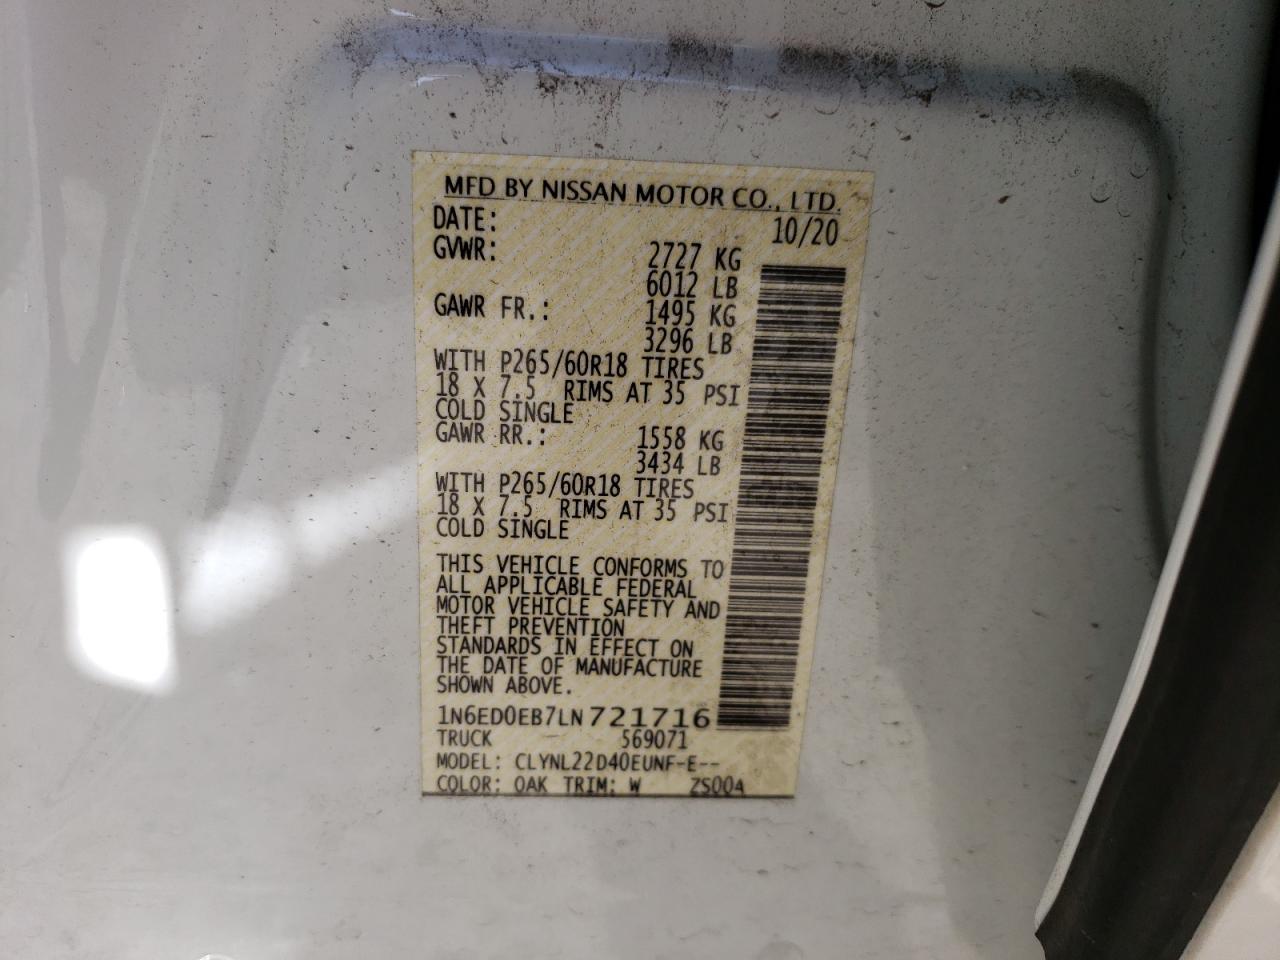 MFD BY NISSAN MOTOR CO., LTD.
DATE: 10/20
GVWR: 2727 KG
6012 LB
GAWR FR.: 1495 KG
3296 LB
WITH P265/60R18 TIRES
18 X 7.5 RIMS AT 35 PSI
COLD SINGLE
GAWR RR.: 1558 KG
3434 LB
WITH P265/60R18 TIRES
18 X 7.5 RIMS AT 35 PSI
COLD SINGLE
THIS VEHICLE CONFORMS TO
ALL APPLICABLE FEDERAL
MOTOR VEHICLE SAFETY AND
THEFT PREVENTION
STANDARDS IN EFFECT ON
THE DATE OF MANUFACTURE
SHOWN ABOVE.
1N6ED0EB7LN721716
TRUCK 569071
MODEL: CLYNL22D40EUNF-E--
COLOR: QAK TRIM: W ZS004